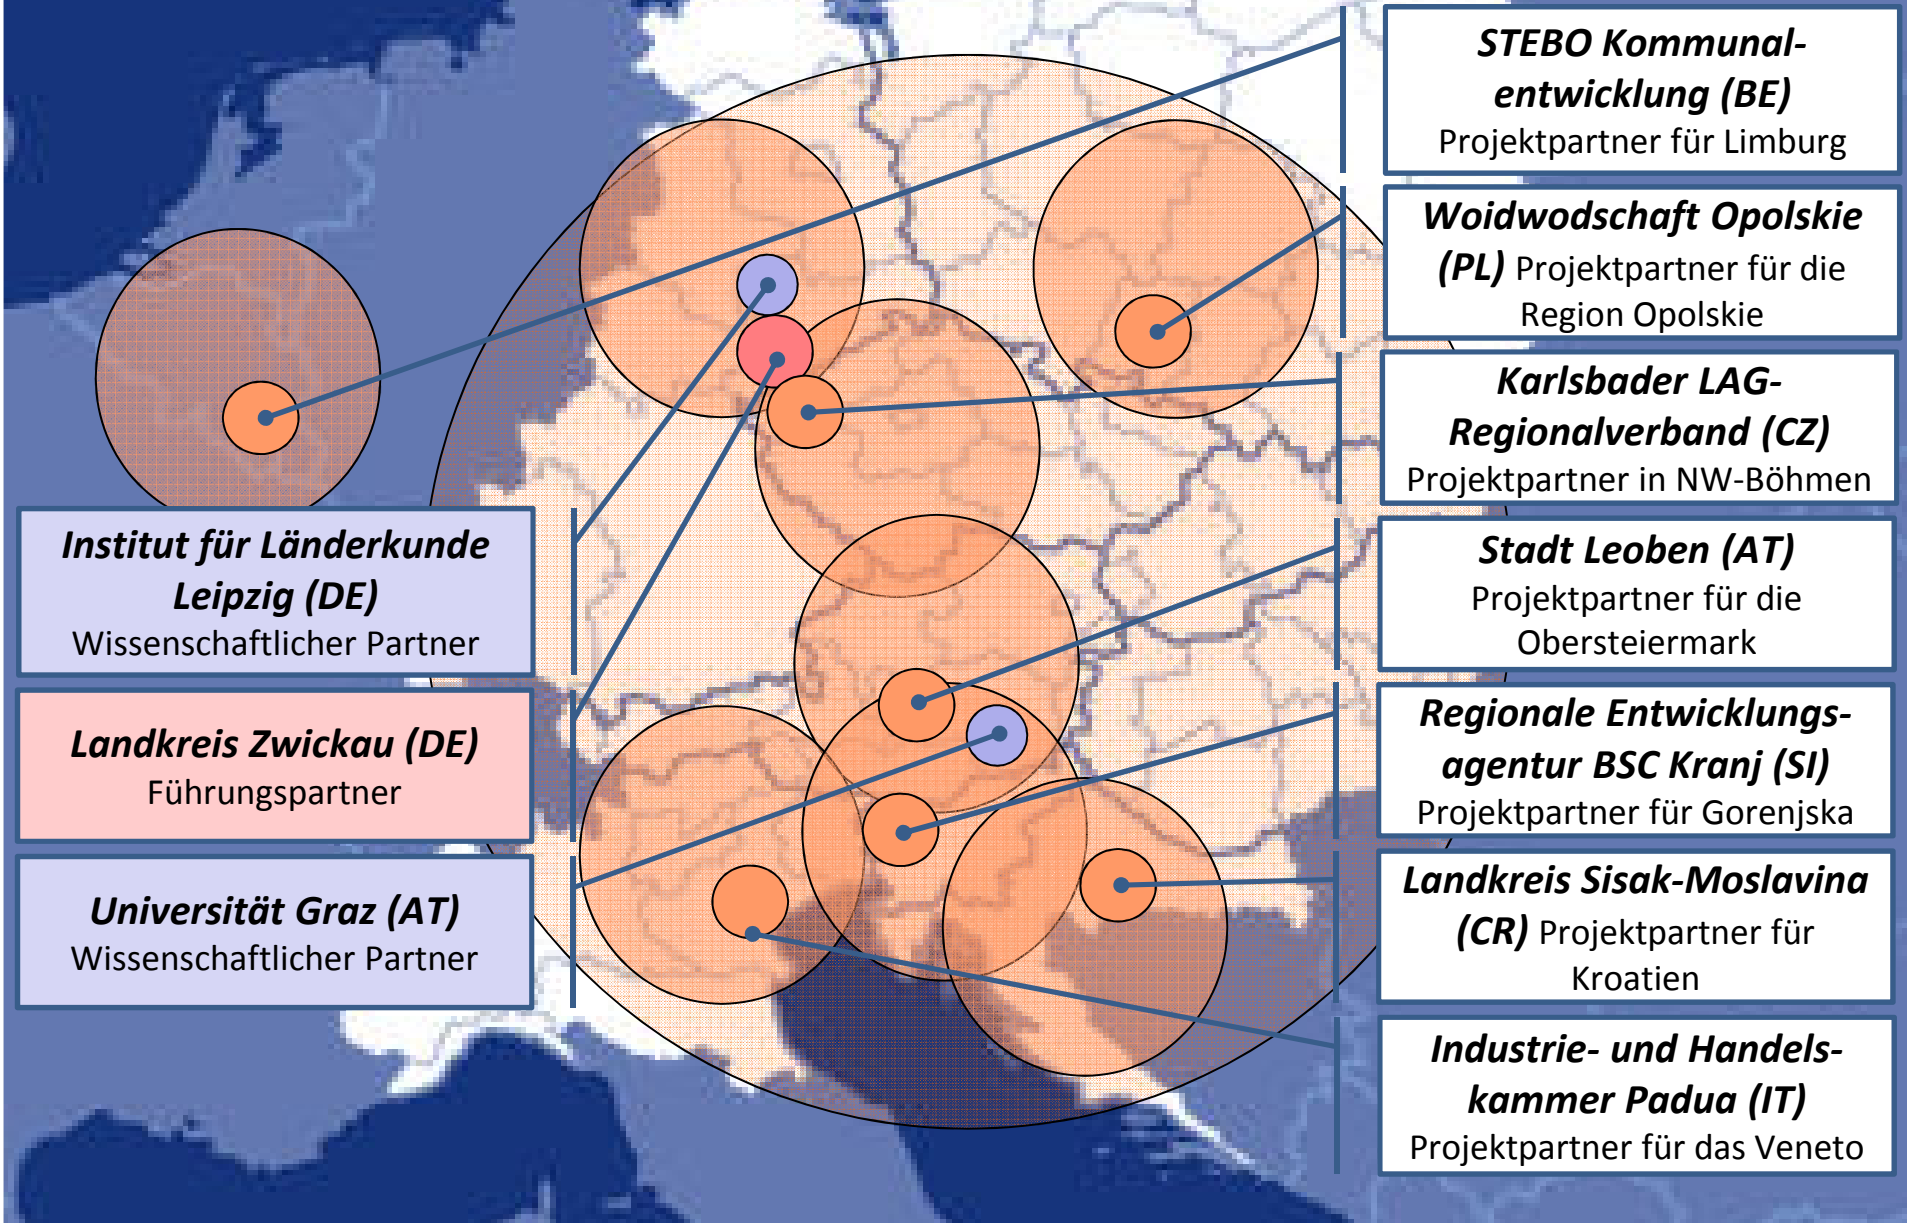 STEBO Kommunal-
entwicklung (BE)
Projektpartner für Limburg
Woidwodschaft Opolskie
(PL) Projektpartner für die
Region Opolskie
Karlsbader LAG-
Regionalverband (CZ)
Projektpartner in NW-Böhmen
Stadt Leoben (AT)
Projektpartner für die
Obersteiermark
Regionale Entwicklungs-
agentur BSC Kranj (SI)
Projektpartner für Gorenjska
Landkreis Sisak-Moslavina
(CR) Projektpartner für
Kroatien
Industrie- und Handels-
kammer Padua (IT)
Projektpartner für das Veneto
Institut für Länderkunde
Leipzig (DE)
Wissenschaftlicher Partner
Landkreis Zwickau (DE)
Führungspartner
Universität Graz (AT)
Wissenschaftlicher Partner